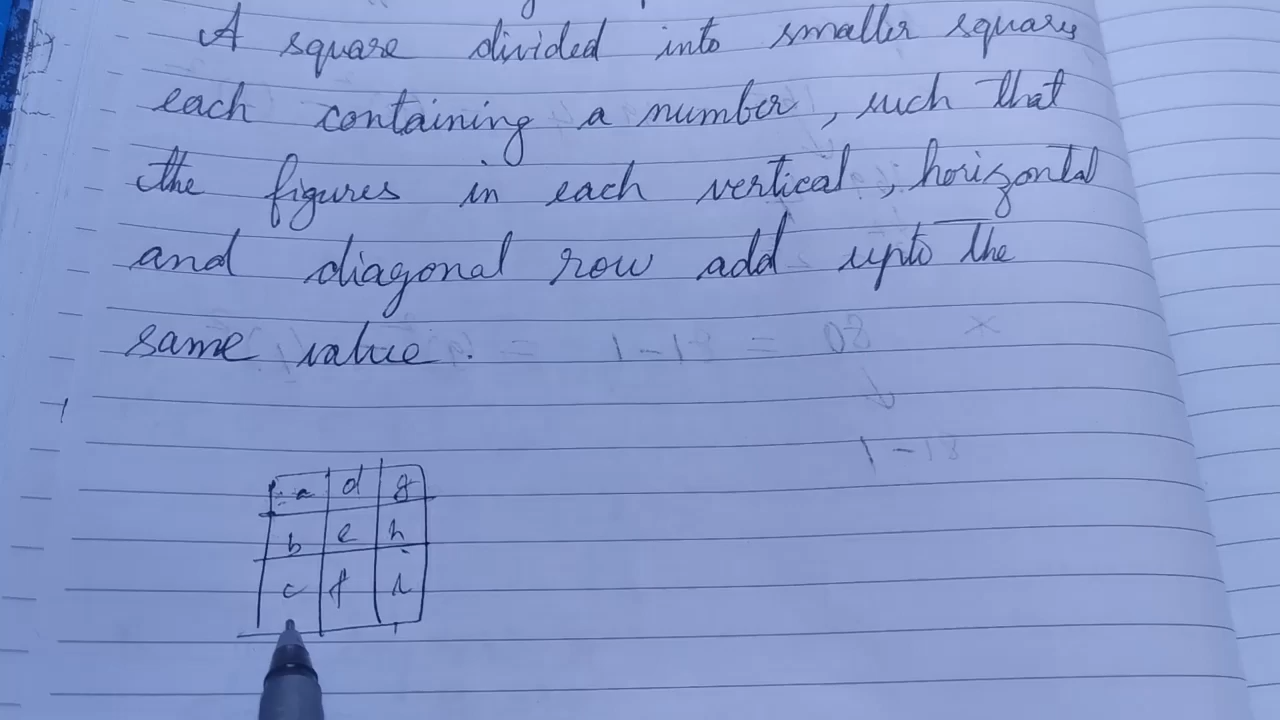 A square divided into smaller squares
each containing a number, such that
the figures in each vertical, horizontal
and diagonal row add upto the
same value.
a d g
b e h
c f i